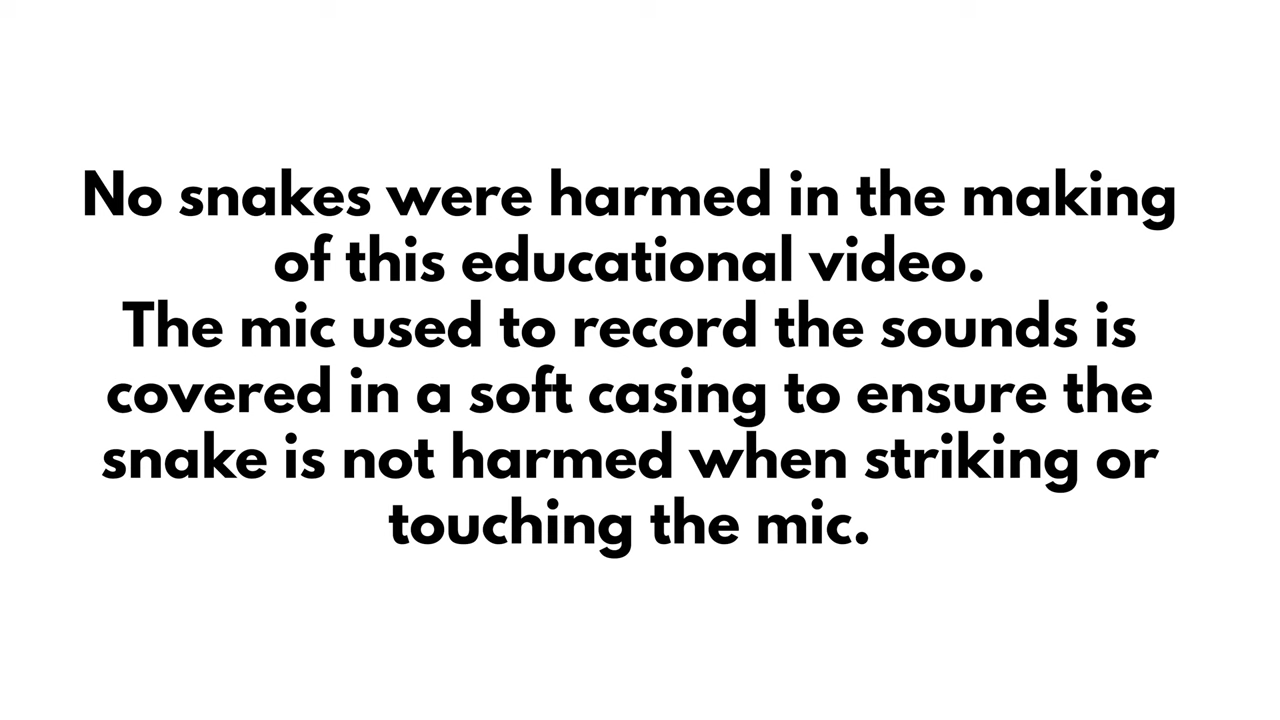 No snakes were harmed in the making
of this educational video.
The mic used to record the sounds is
covered in a soft casing to ensure the
snake is not harmed when striking or
touching the mic.